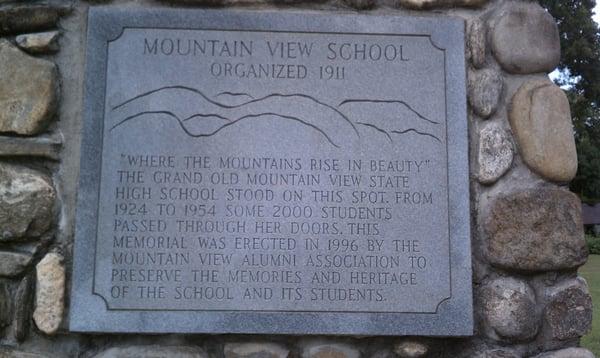 MOUNTAIN VIEW SCHOOL
ORGANIZED 1911
"WHERE THE MOUNTAINS RISE IN BEAUTY"
THE GRAND OLD MOUNTAIN VIEW STATE
HIGH SCHOOL STOOD ON THIS SPOT. FROM
1924 TO 1954 SOME 2000 STUDENTS
PASSED THROUGH HER DOORS. THIS
MEMORIAL WAS ERECTED IN 1996 BY THE
MOUNTAIN VIEW ALUMNI ASSOCIATION TO
PRESERVE THE MEMORIES AND HERITAGE
OF THE SCHOOL AND ITS STUDENTS.